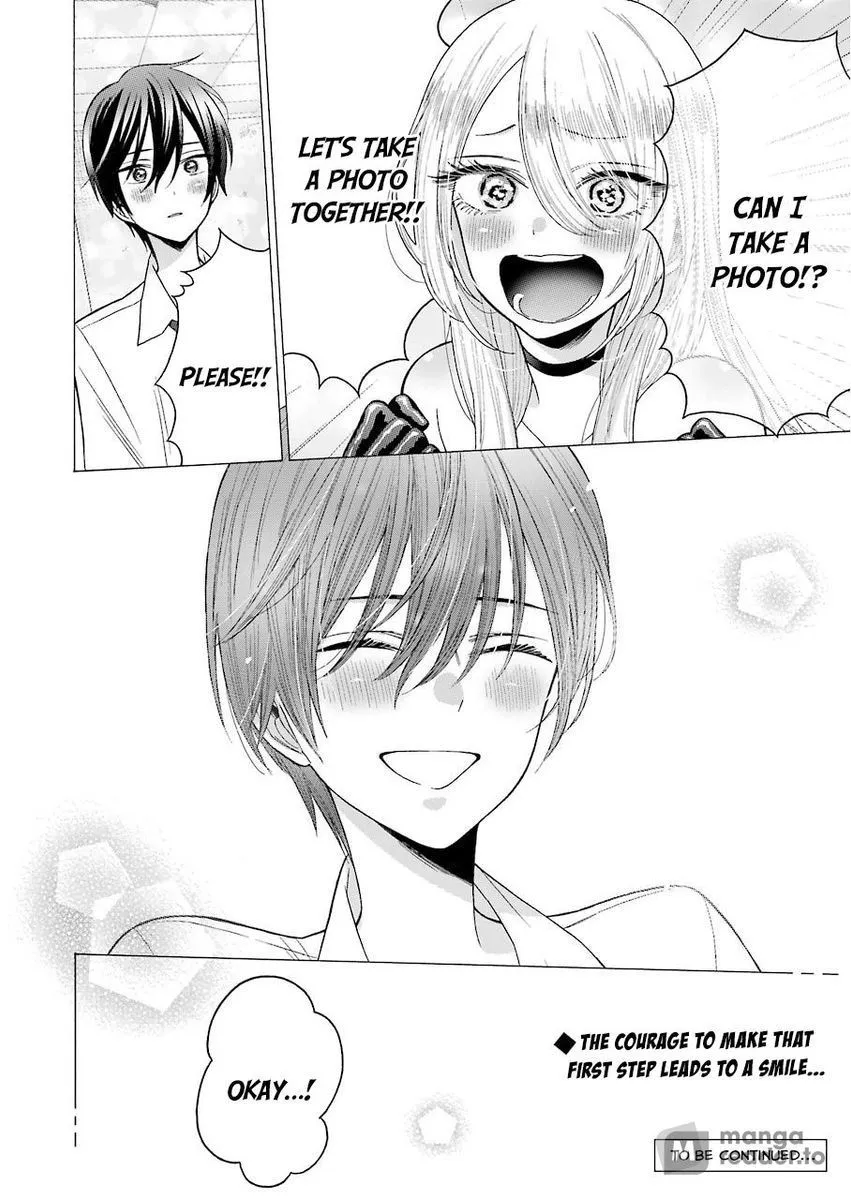 CAN I
TAKE A
PHOTO!?
LET'S TAKE
A PHOTO
TOGETHER!!
PLEASE!!
OKAY...!
◆THE COURAGE TO MAKE THAT
FIRST STEP LEADS TO A SMILE...
TO BE CONTINUED...
M manga
reader.to